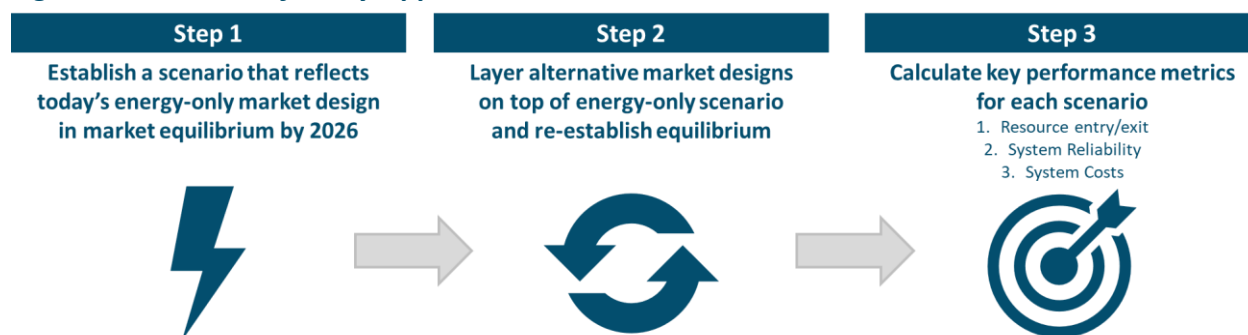 Step 1
Establish a scenario that reflects
today's energy-only market design
in market equilibrium by 2026
Step 2
Layer alternative market designs
on top of energy-only scenario
and re-establish equilibrium
Step 3
Calculate key performance metrics
for each scenario
1. Resource entry/exit
2. System Reliability
3. System Costs